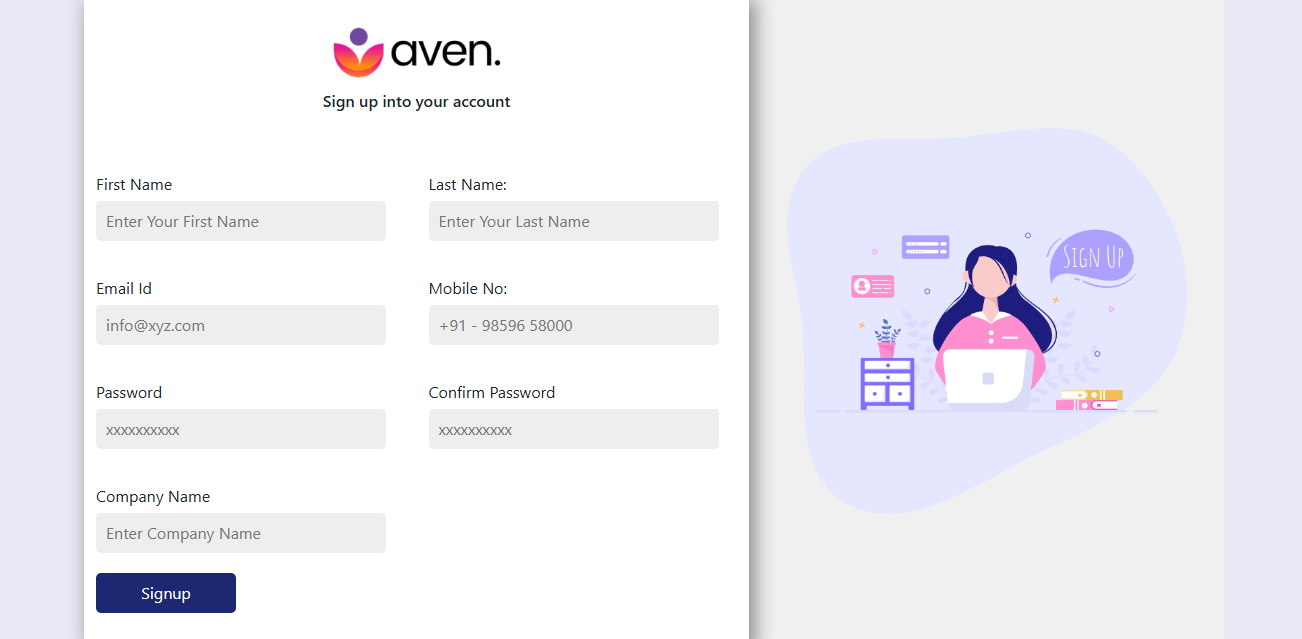 aven.
Sign up into your account
First Name
Last Name:
Enter Your First Name
Enter Your Last Name
Email Id
Mobile No:
info@xyz.com
+91 - 98596 58000
Password
Confirm Password
xxxxxxxxxx
xxxxxxxxxx
Company Name
Enter Company Name
Signup
SIGN UP